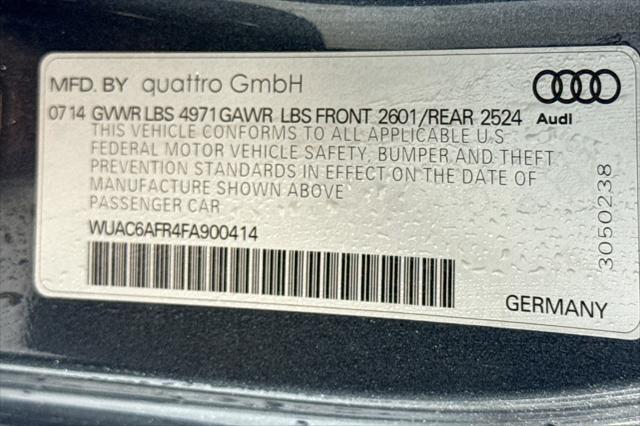 MFD. BY quattro GmbH
0714 GVWR LBS 4971 GAWR LBS FRONT 2601/REAR 2524
Audi
THIS VEHICLE CONFORMS TO ALL APPLICABLE U.S
FEDERAL MOTOR VEHICLE SAFETY, BUMPER AND THEFT
PREVENTION STANDARDS IN EFFECT ON THE DATE OF
MANUFACTURE SHOWN ABOVE
PASSENGER CAR
WUAC6AFR4FA900414
3050238
GERMANY